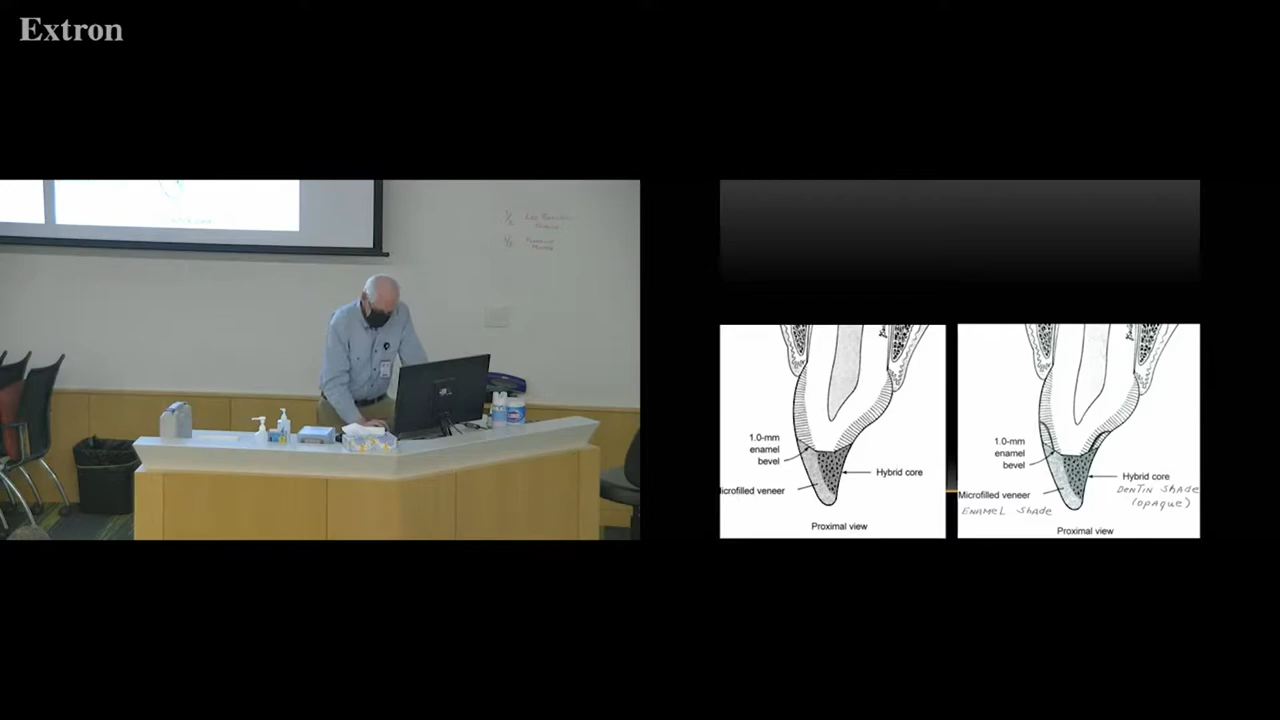 Extron
1.0-mm
enamel
bevel
Hybrid core
Microfilled veneer
Proximal view
1.0-mm
enamel
bevel
Hybrid core
DENTIN SHADE
(OPAQUE)
Microfilled veneer
ENAMEL SHADE
Proximal view